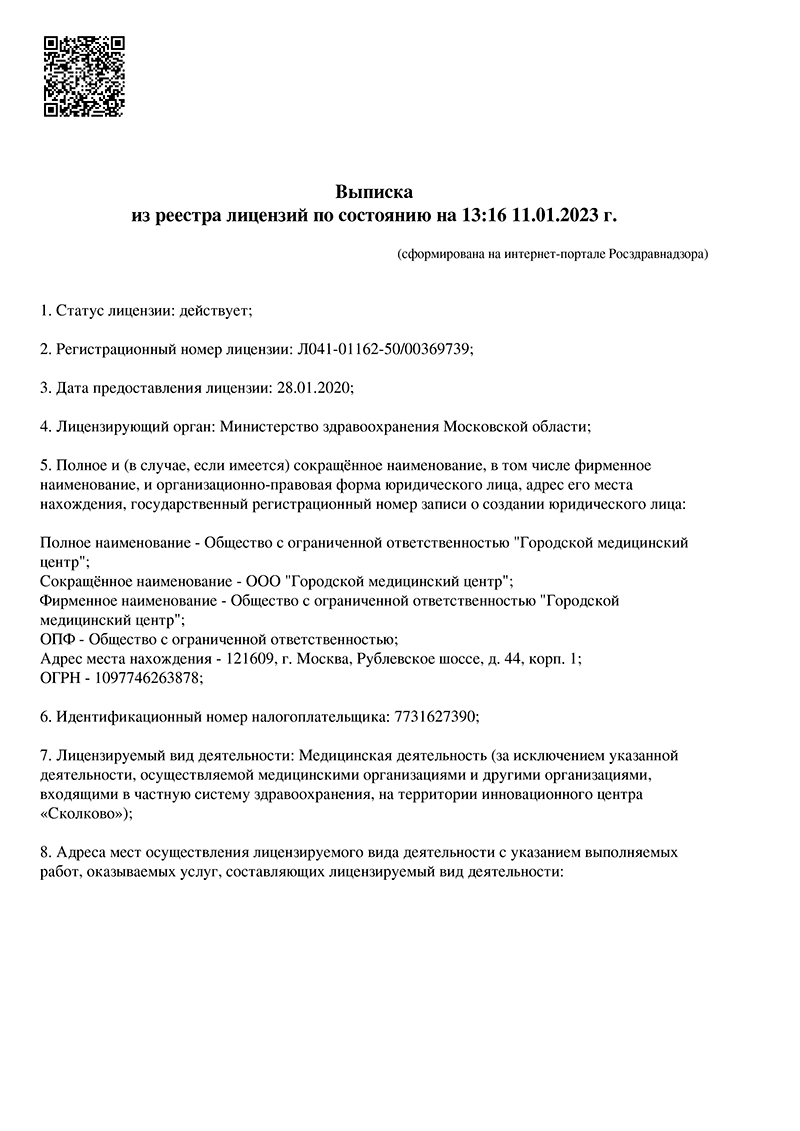 Выписка
из реестра лицензий по состоянию на 13:16 11.01.2023 г.
(сформирована на интернет-портале Росздравнадзора)
1. Статус лицензии: действует;
2. Регистрационный номер лицензии: Л041-01162-50/00369739;
3. Дата предоставления лицензии: 28.01.2020;
4. Лицензирующий орган: Министерство здравоохранения Московской области;
5. Полное и (в случае, если имеется) сокращённое наименование, в том числе фирменное
наименование, и организационно-правовая форма юридического лица, адрес его места
нахождения, государственный регистрационный номер записи о создании юридического лица:
Полное наименование - Общество с ограниченной ответственностью "Городской медицинский
центр";
Сокращённое наименование - ООО "Городской медицинский центр";
Фирменное наименование - Общество с ограниченной ответственностью "Городской
медицинский центр";
ОПФ - Общество с ограниченной ответственностью;
Адрес места нахождения - 121609, г. Москва, Рублевское шоссе, д. 44, корп. 1;
ОГРН - 1097746263878;
6. Идентификационный номер налогоплательщика: 7731627390;
7. Лицензируемый вид деятельности: Медицинская деятельность (за исключением указанной
деятельности, осуществляемой медицинскими организациями и другими организациями,
входящими в частную систему здравоохранения, на территории инновационного центра
«Сколково»);
8. Адреса мест осуществления лицензируемого вида деятельности с указанием выполняемых
работ, оказываемых услуг, составляющих лицензируемый вид деятельности: